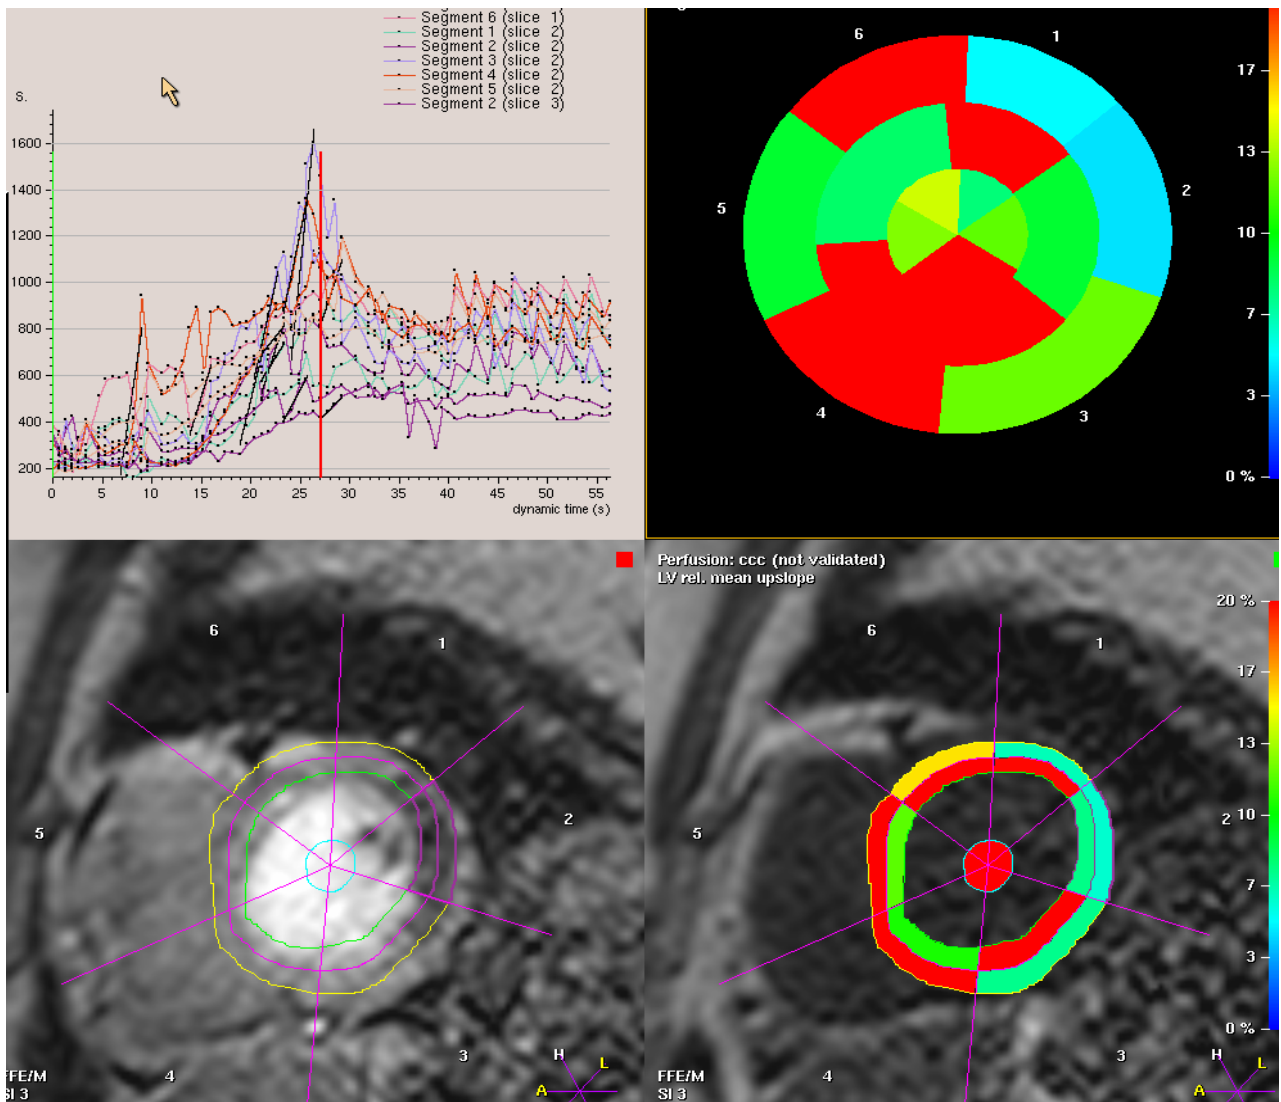 Segment 6 (slice 1)
Segment 1 (slice 2)
Segment 2 (slice 2)
Segment 3 (slice 2)
Segment 4 (slice 2)
Segment 5 (slice 2)
Segment 2 (slice 3)
S.
1600
1400
1200
1000
800
600
400
200
0 5 10 15 20 25 30 35 40 45 50 55
dynamic time (s)
6
1
5
2
4
3
17
13
10
7
3
0 %
6
1
5
2
4
3
FFE/M
SI 3
H
L
A
Perfusion: ccc (not validated)
LV rel. mean upslope
20 %
6
1
17
13
5
2
10
7
3
0 %
4
3
FFE/M
SI 3
H
L
A